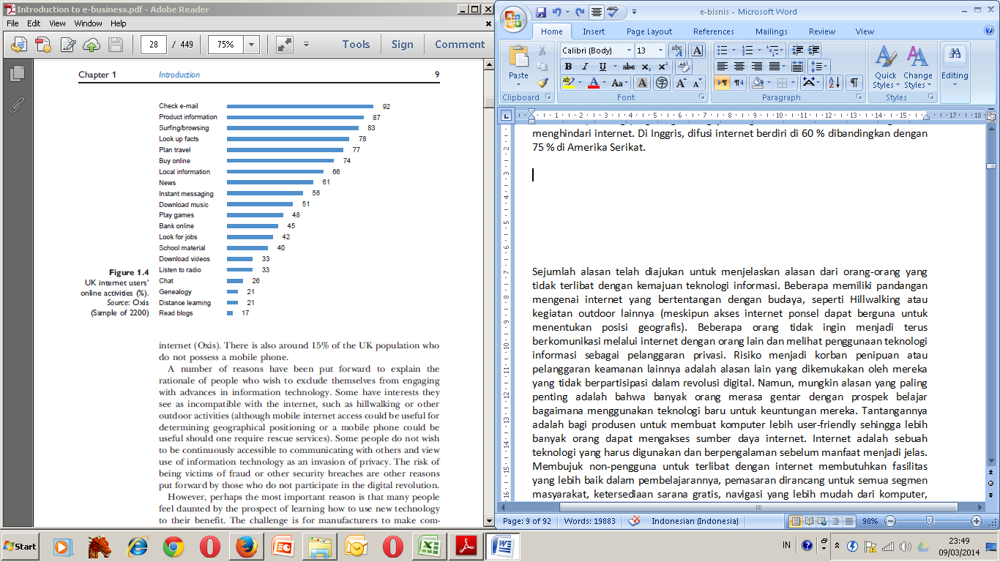 Introduction to e-business.pdf - Adobe Reader
File Edit View Window Help
28 / 449 75% Tools Sign Comment
Chapter 1 Introduction 9
Check e-mail 92
Product information 87
Surfing/browsing 83
Look up facts 78
Plan travel 77
Buy online 74
Local information 66
News 61
Instant messaging 56
Download music 51
Play games 48
Bank online 45
Look for jobs 42
School material 40
Download videos 33
Listen to radio 33
Chat 26
Genealogy 21
Distance learning 21
Read blogs 17
Figure 1.4
UK internet users'
online activities (%).
Source: Oxis
(Sample of 2200)
internet (Oxis). There is also around 15% of the UK population who
do not possess a mobile phone.
A number of reasons have been put forward to explain the
rationale of people who wish to exclude themselves from engaging
with advances in information technology. Some have interests they
see as incompatible with the internet, such as hillwalking or other
outdoor activities (although mobile internet access could be useful for
determining geographical positioning or a mobile phone could be
useful should one require rescue services). Some people do not wish
to be continuously accessible to communicating with others and view
use of information technology as an invasion of privacy. The risk of
being victims of fraud or other security breaches are other reasons
put forward by those who do not participate in the digital revolution.
However, perhaps the most important reason is that many people
feel daunted by the prospect of learning how to use new technology
to their benefit. The challenge is for manufacturers to make com-
e-bisnis - Microsoft Word
Home Insert Page Layout References Mailings Review View
Calibri (Body) 13
Paste
Quick Styles
Change Styles
Editing
Clipboard Font Paragraph Styles
1 2 3 4 5 6 7 8 9 10 11 12 13 14 15 17 18
menghindari internet. Di Inggris, difusi internet berdiri di 60 % dibandingkan dengan
75 % di Amerika Serikat.
Sejumlah alasan telah diajukan untuk menjelaskan alasan dari orang-orang yang
tidak terlibat dengan kemajuan teknologi informasi. Beberapa memiliki pandangan
mengenai internet yang bertentangan dengan budaya, seperti Hillwalking atau
kegiatan outdoor lainnya (meskipun akses internet ponsel dapat berguna untuk
menentukan posisi geografis). Beberapa orang tidak ingin menjadi terus
berkomunikasi melalui internet dengan orang lain dan melihat penggunaan teknologi
informasi sebagai pelanggaran privasi. Risiko menjadi korban penipuan atau
pelanggaran keamanan lainnya adalah alasan lain yang dikemukakan oleh mereka
yang tidak berpartisipasi dalam revolusi digital. Namun, mungkin alasan yang paling
penting adalah bahwa banyak orang merasa gentar dengan prospek belajar
bagaimana menggunakan teknologi baru untuk keuntungan mereka. Tantangannya
adalah bagi produsen untuk membuat komputer lebih user-friendly sehingga lebih
banyak orang dapat mengakses sumber daya internet. Internet adalah sebuah
teknologi yang harus digunakan dan berpengalaman sebelum manfaat menjadi jelas.
Membujuk non-pengguna untuk terlibat dengan internet membutuhkan fasilitas
yang lebih baik dalam pembelajarannya, pemasaran dirancang untuk semua segmen
masyarakat, ketersediaan sarana gratis, navigasi yang lebih mudah dari komputer,
Page: 9 of 92 Words: 19883 Indonesian (Indonesia) 90%
Start IN 23:49
09/03/2014